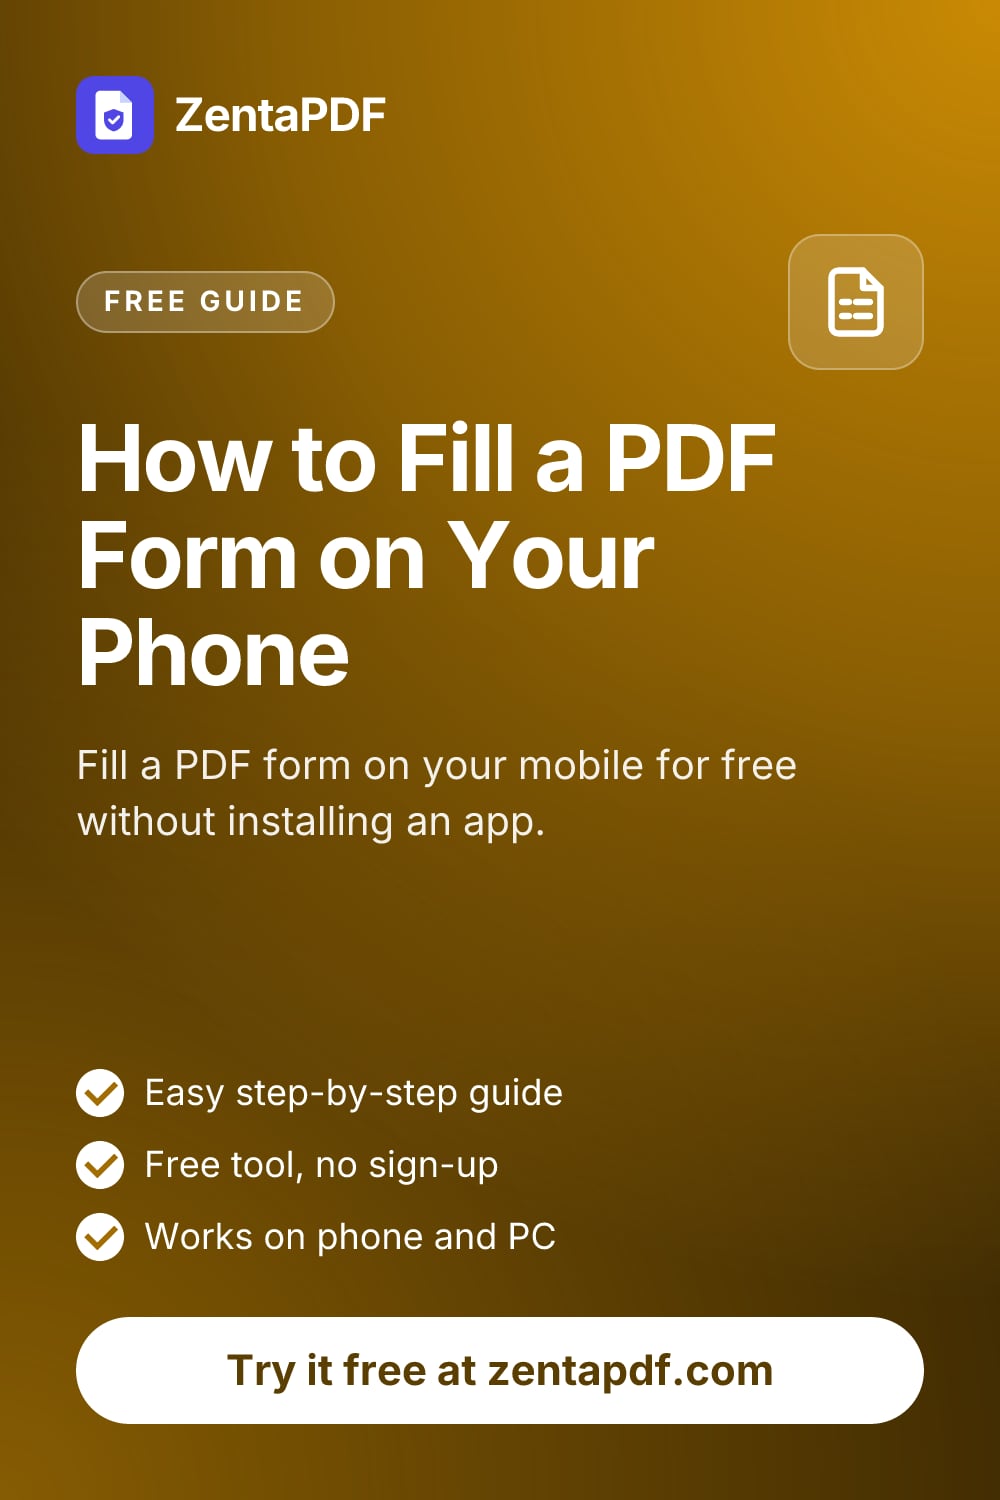 ZentaPDF
FREE GUIDE
How to Fill a PDF
Form on Your
Phone
Fill a PDF form on your mobile for free
without installing an app.
Easy step-by-step guide
Free tool, no sign-up
Works on phone and PC
Try it free at zentapdf.com